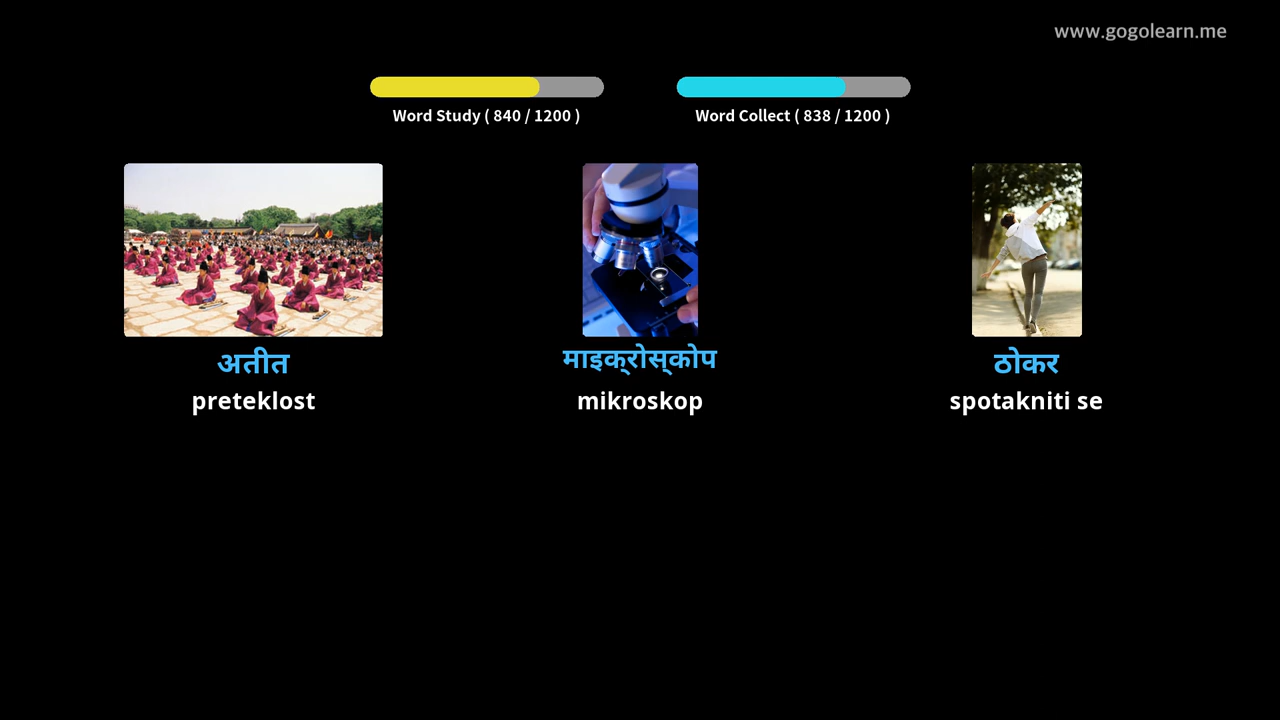 www.gogolearn.me
Word Study ( 840 / 1200 )
Word Collect ( 838 / 1200 )
अतीत
माइक्रोस्कोप
ठोकर
preteklost
mikroskop
spotakniti se